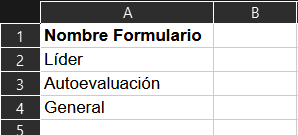 A B
1 Nombre Formulario
2 Líder
3 Autoevaluación
4 General
5